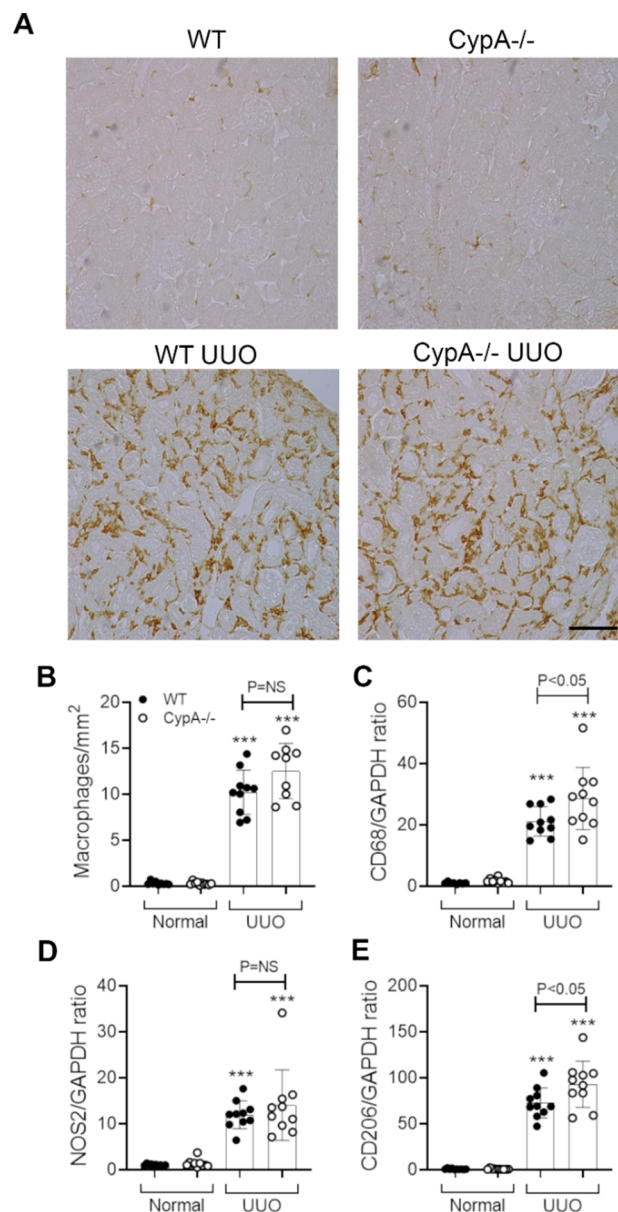 A
WT
CypA-/-
WT UUO
CypA-/- UUO
B
P=NS
WT
CypA-/-
***
***
Macrophages/mm2
20
15
10
5
0
Normal
UUO
C
P<0.05
***
***
CD68/GAPDH ratio
60
40
20
0
Normal
UUO
D
P=NS
***
***
NOS2/GAPDH ratio
40
30
20
10
0
Normal
UUO
E
P<0.05
***
***
CD206/GAPDH ratio
200
150
100
50
0
Normal
UUO